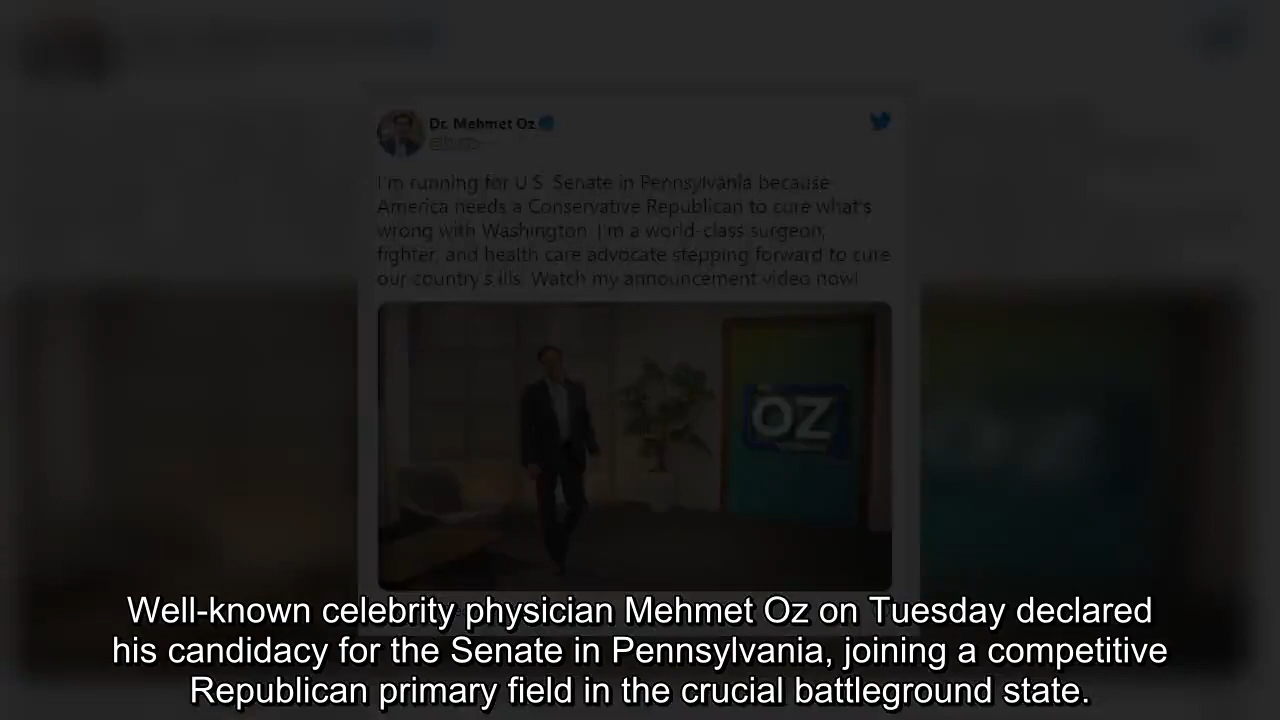 Dr. Mehmet Oz
I'm running for U.S. Senate in Pennsylvania because
America needs a Conservative Republican to cure what's
wrong with Washington. I'm a world-class surgeon,
fighter, and health care advocate stepping forward to cure
our country's ills. Watch my announcement video now!
OZ
Well-known celebrity physician Mehmet Oz on Tuesday declared
his candidacy for the Senate in Pennsylvania, joining a competitive
Republican primary field in the crucial battleground state.